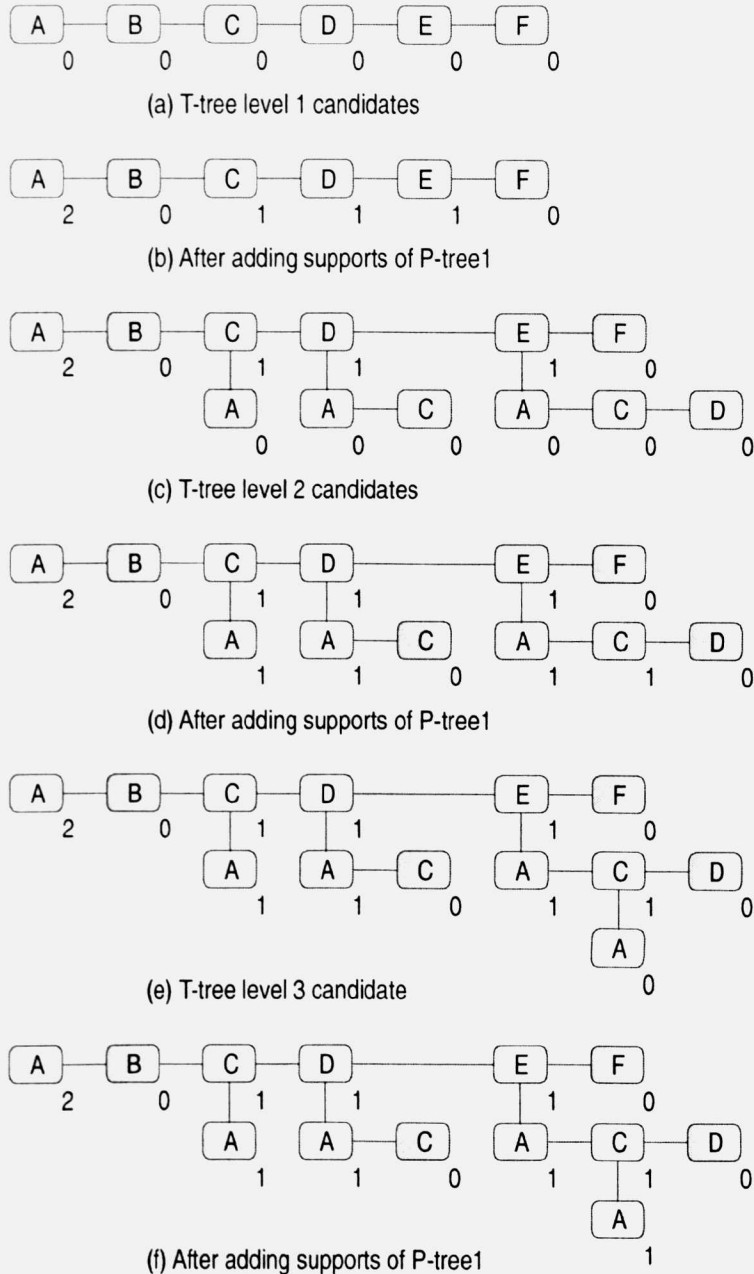 A B C D E F
0 0 0 0 0 0
(a) T-tree level 1 candidates
A B C D E F
2 0 1 1 1 0
(b) After adding supports of P-tree1
A B C D E F
2 0 1 1 1 0
A A C A C D
0 0 0 0 0 0
(c) T-tree level 2 candidates
A B C D E F
2 0 1 1 1 0
A A C A C D
1 1 0 1 1 0
(d) After adding supports of P-tree1
A B C D E F
2 0 1 1 1 0
A A C A C D
1 1 0 1 1 0
A
0
(e) T-tree level 3 candidate
A B C D E F
2 0 1 1 1 0
A A C A C D
1 1 0 1 1 0
A
1
(f) After adding supports of P-tree1